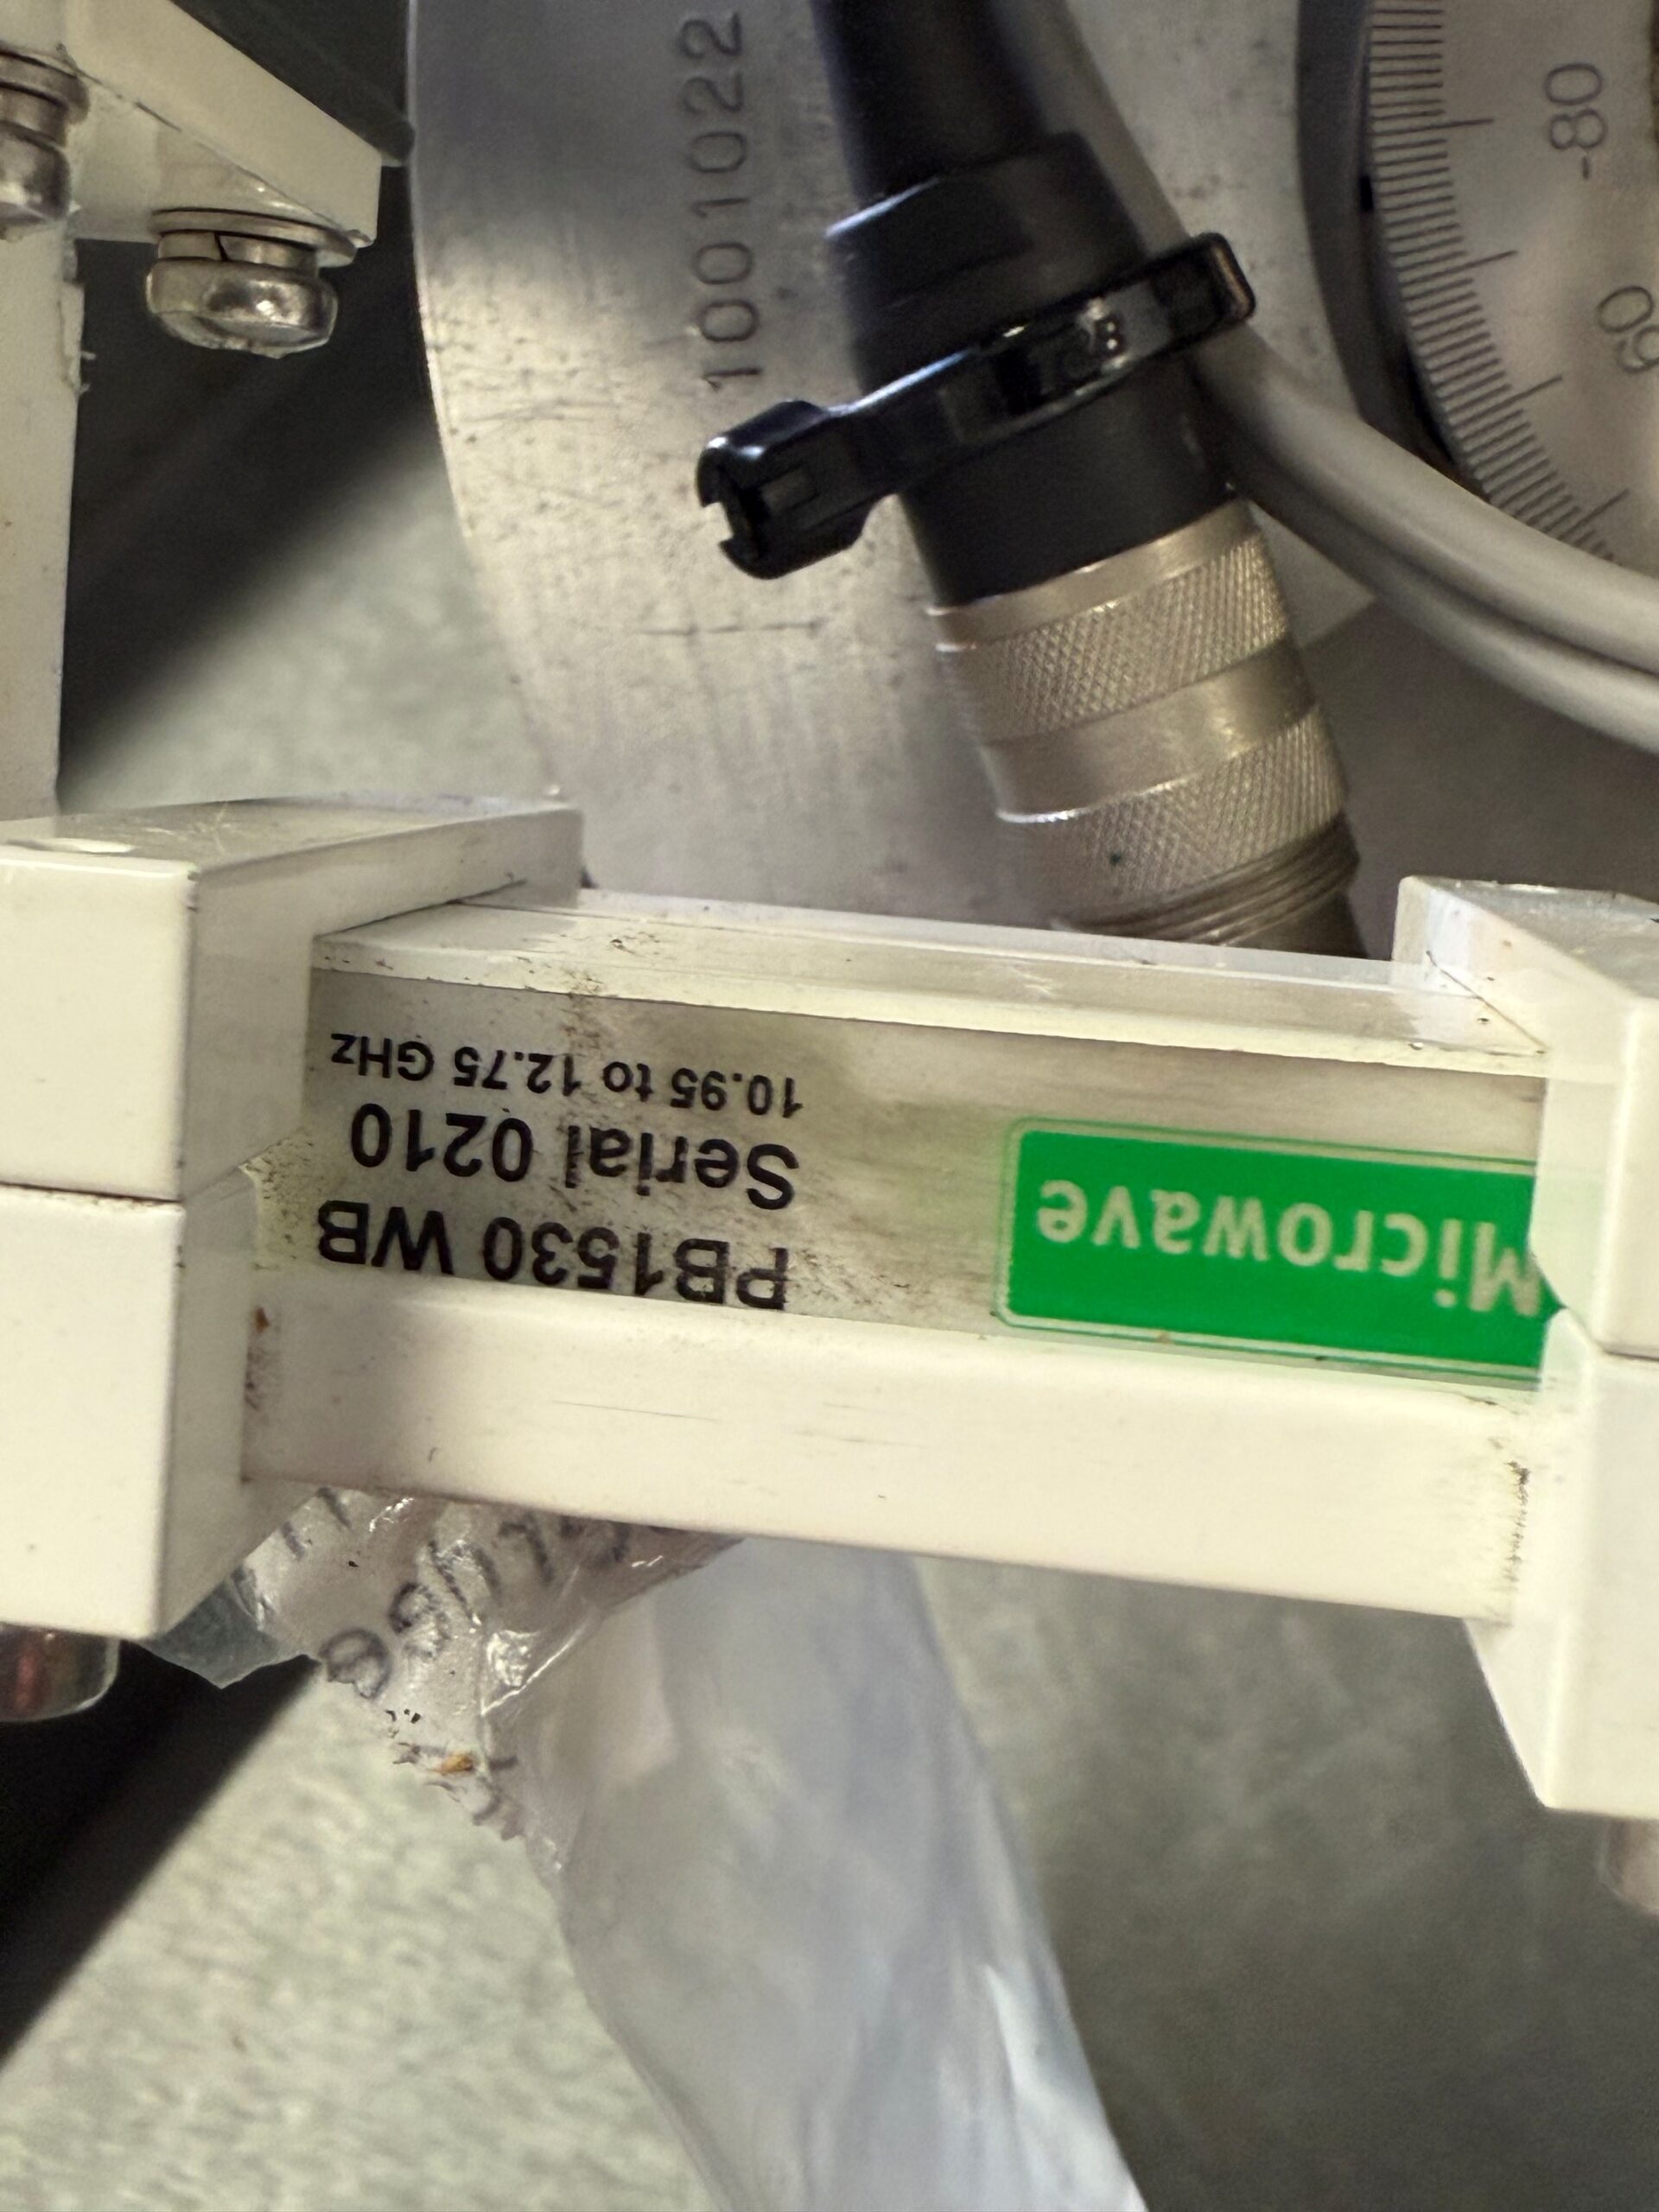 1001022
-80
60
PB1530 WB
Serial 0210
10.95 to 12.75 GHz
Microwave